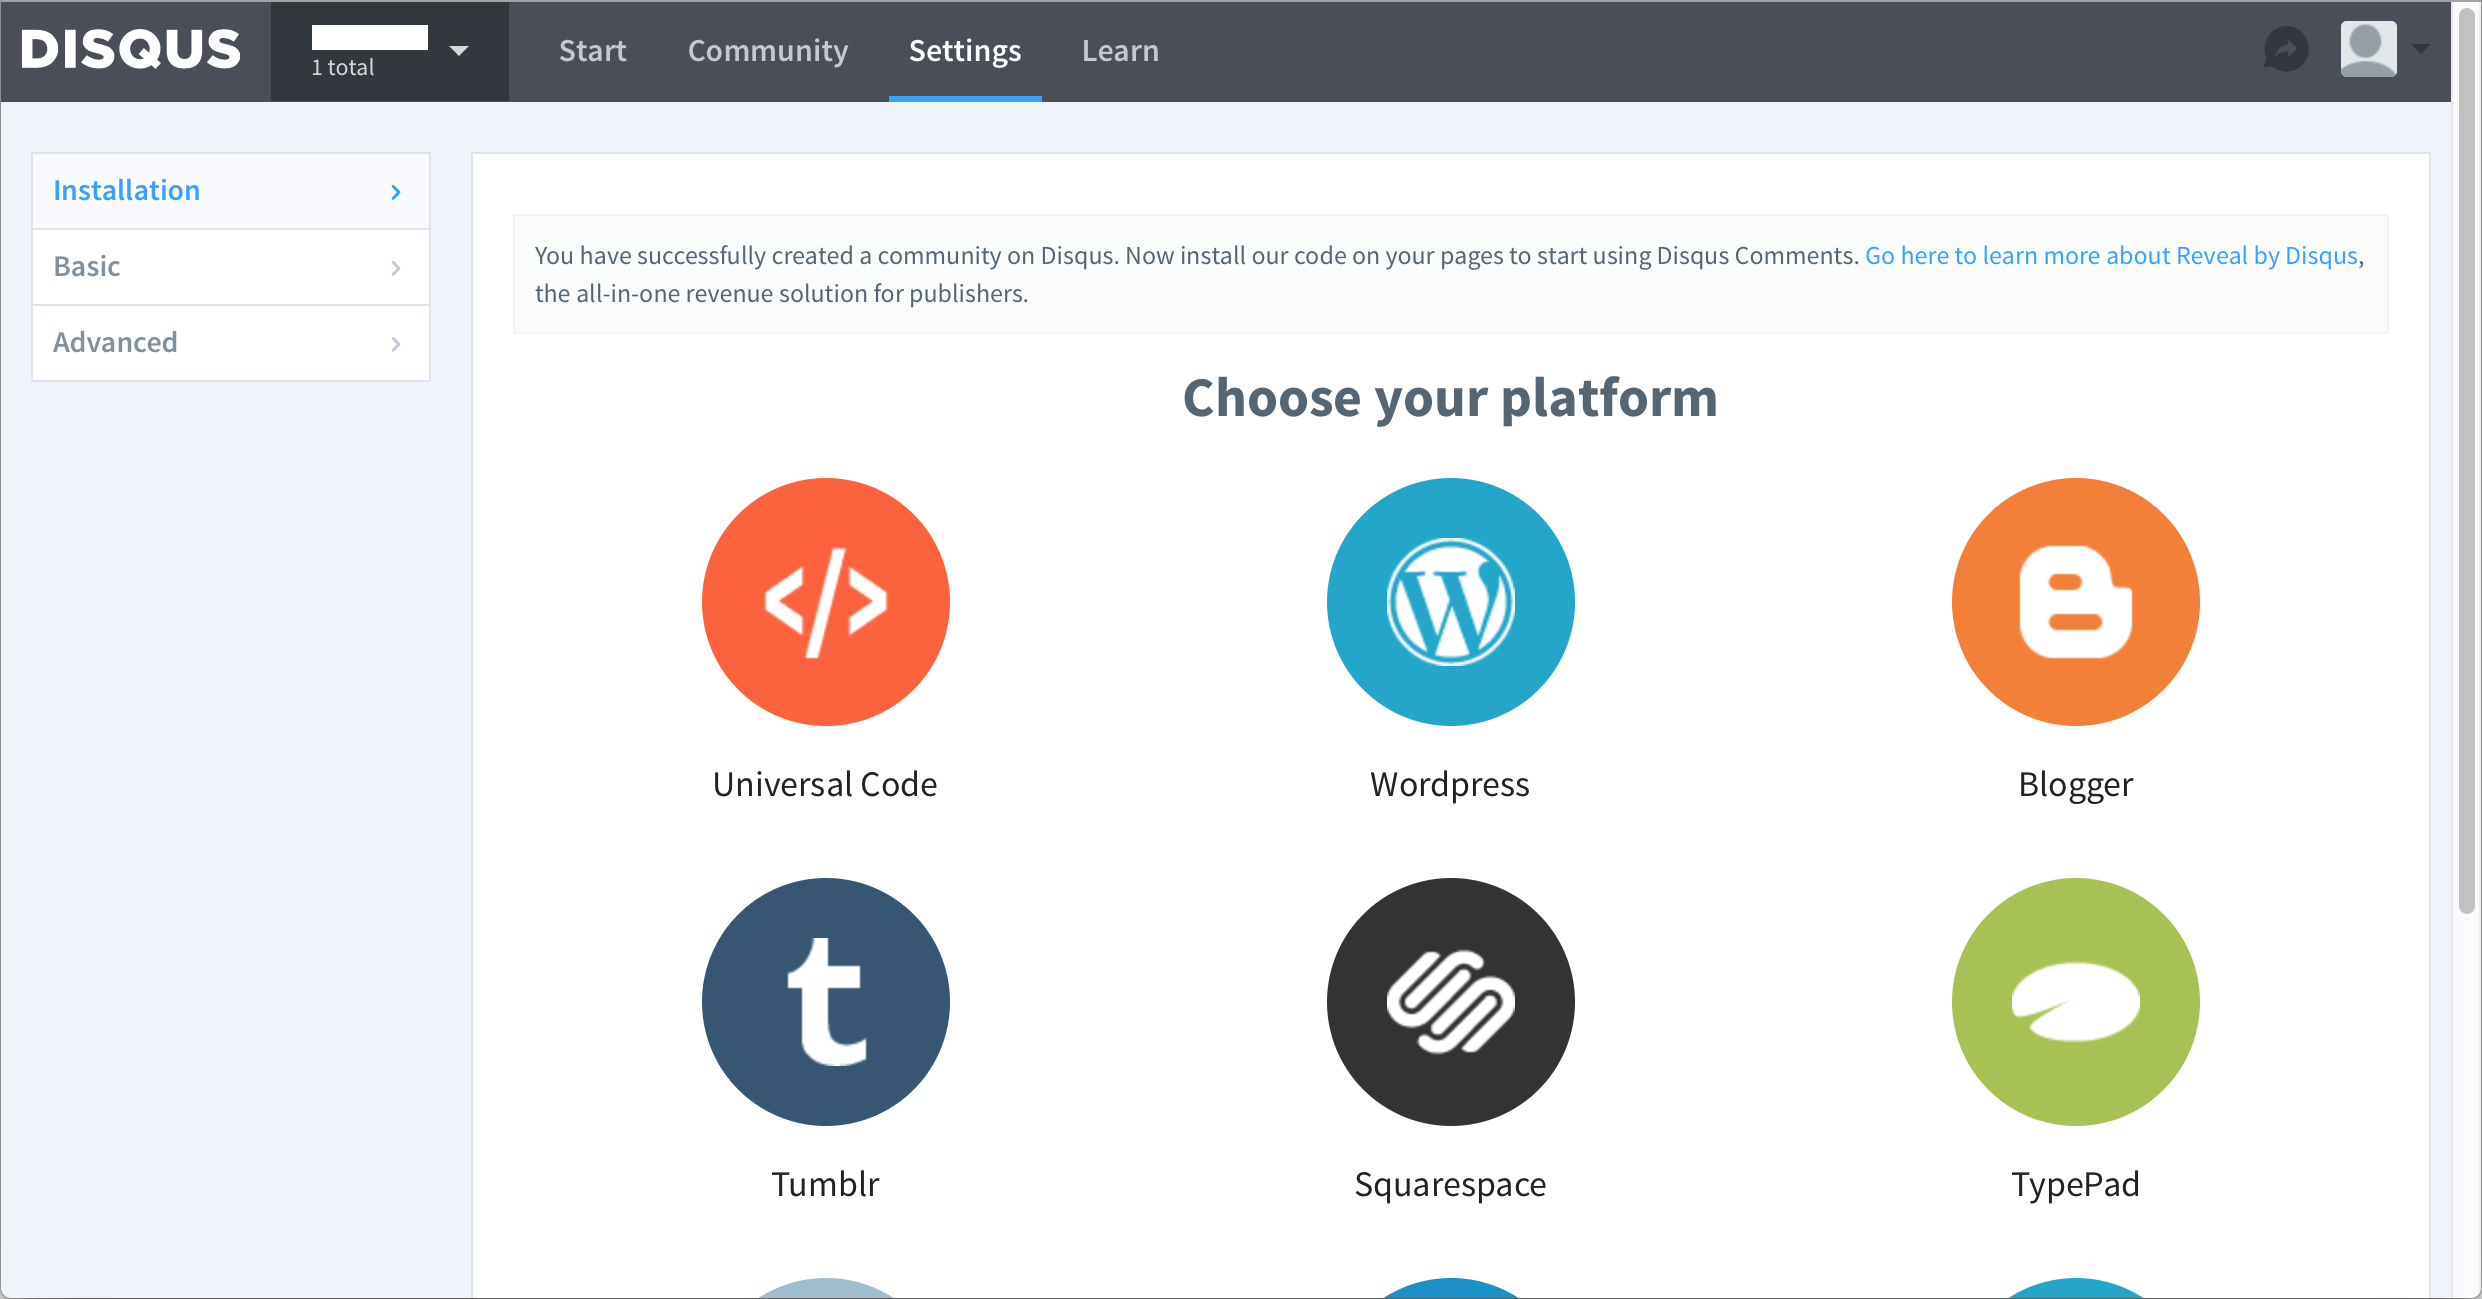 DISQUS
1 total
Start
Community
Settings
Learn
Installation
Basic
Advanced
You have successfully created a community on Disqus. Now install our code on your pages to start using Disqus Comments. Go here to learn more about Reveal by Disqus,
the all-in-one revenue solution for publishers.
Choose your platform
Universal Code
Wordpress
Blogger
Tumblr
Squarespace
TypePad